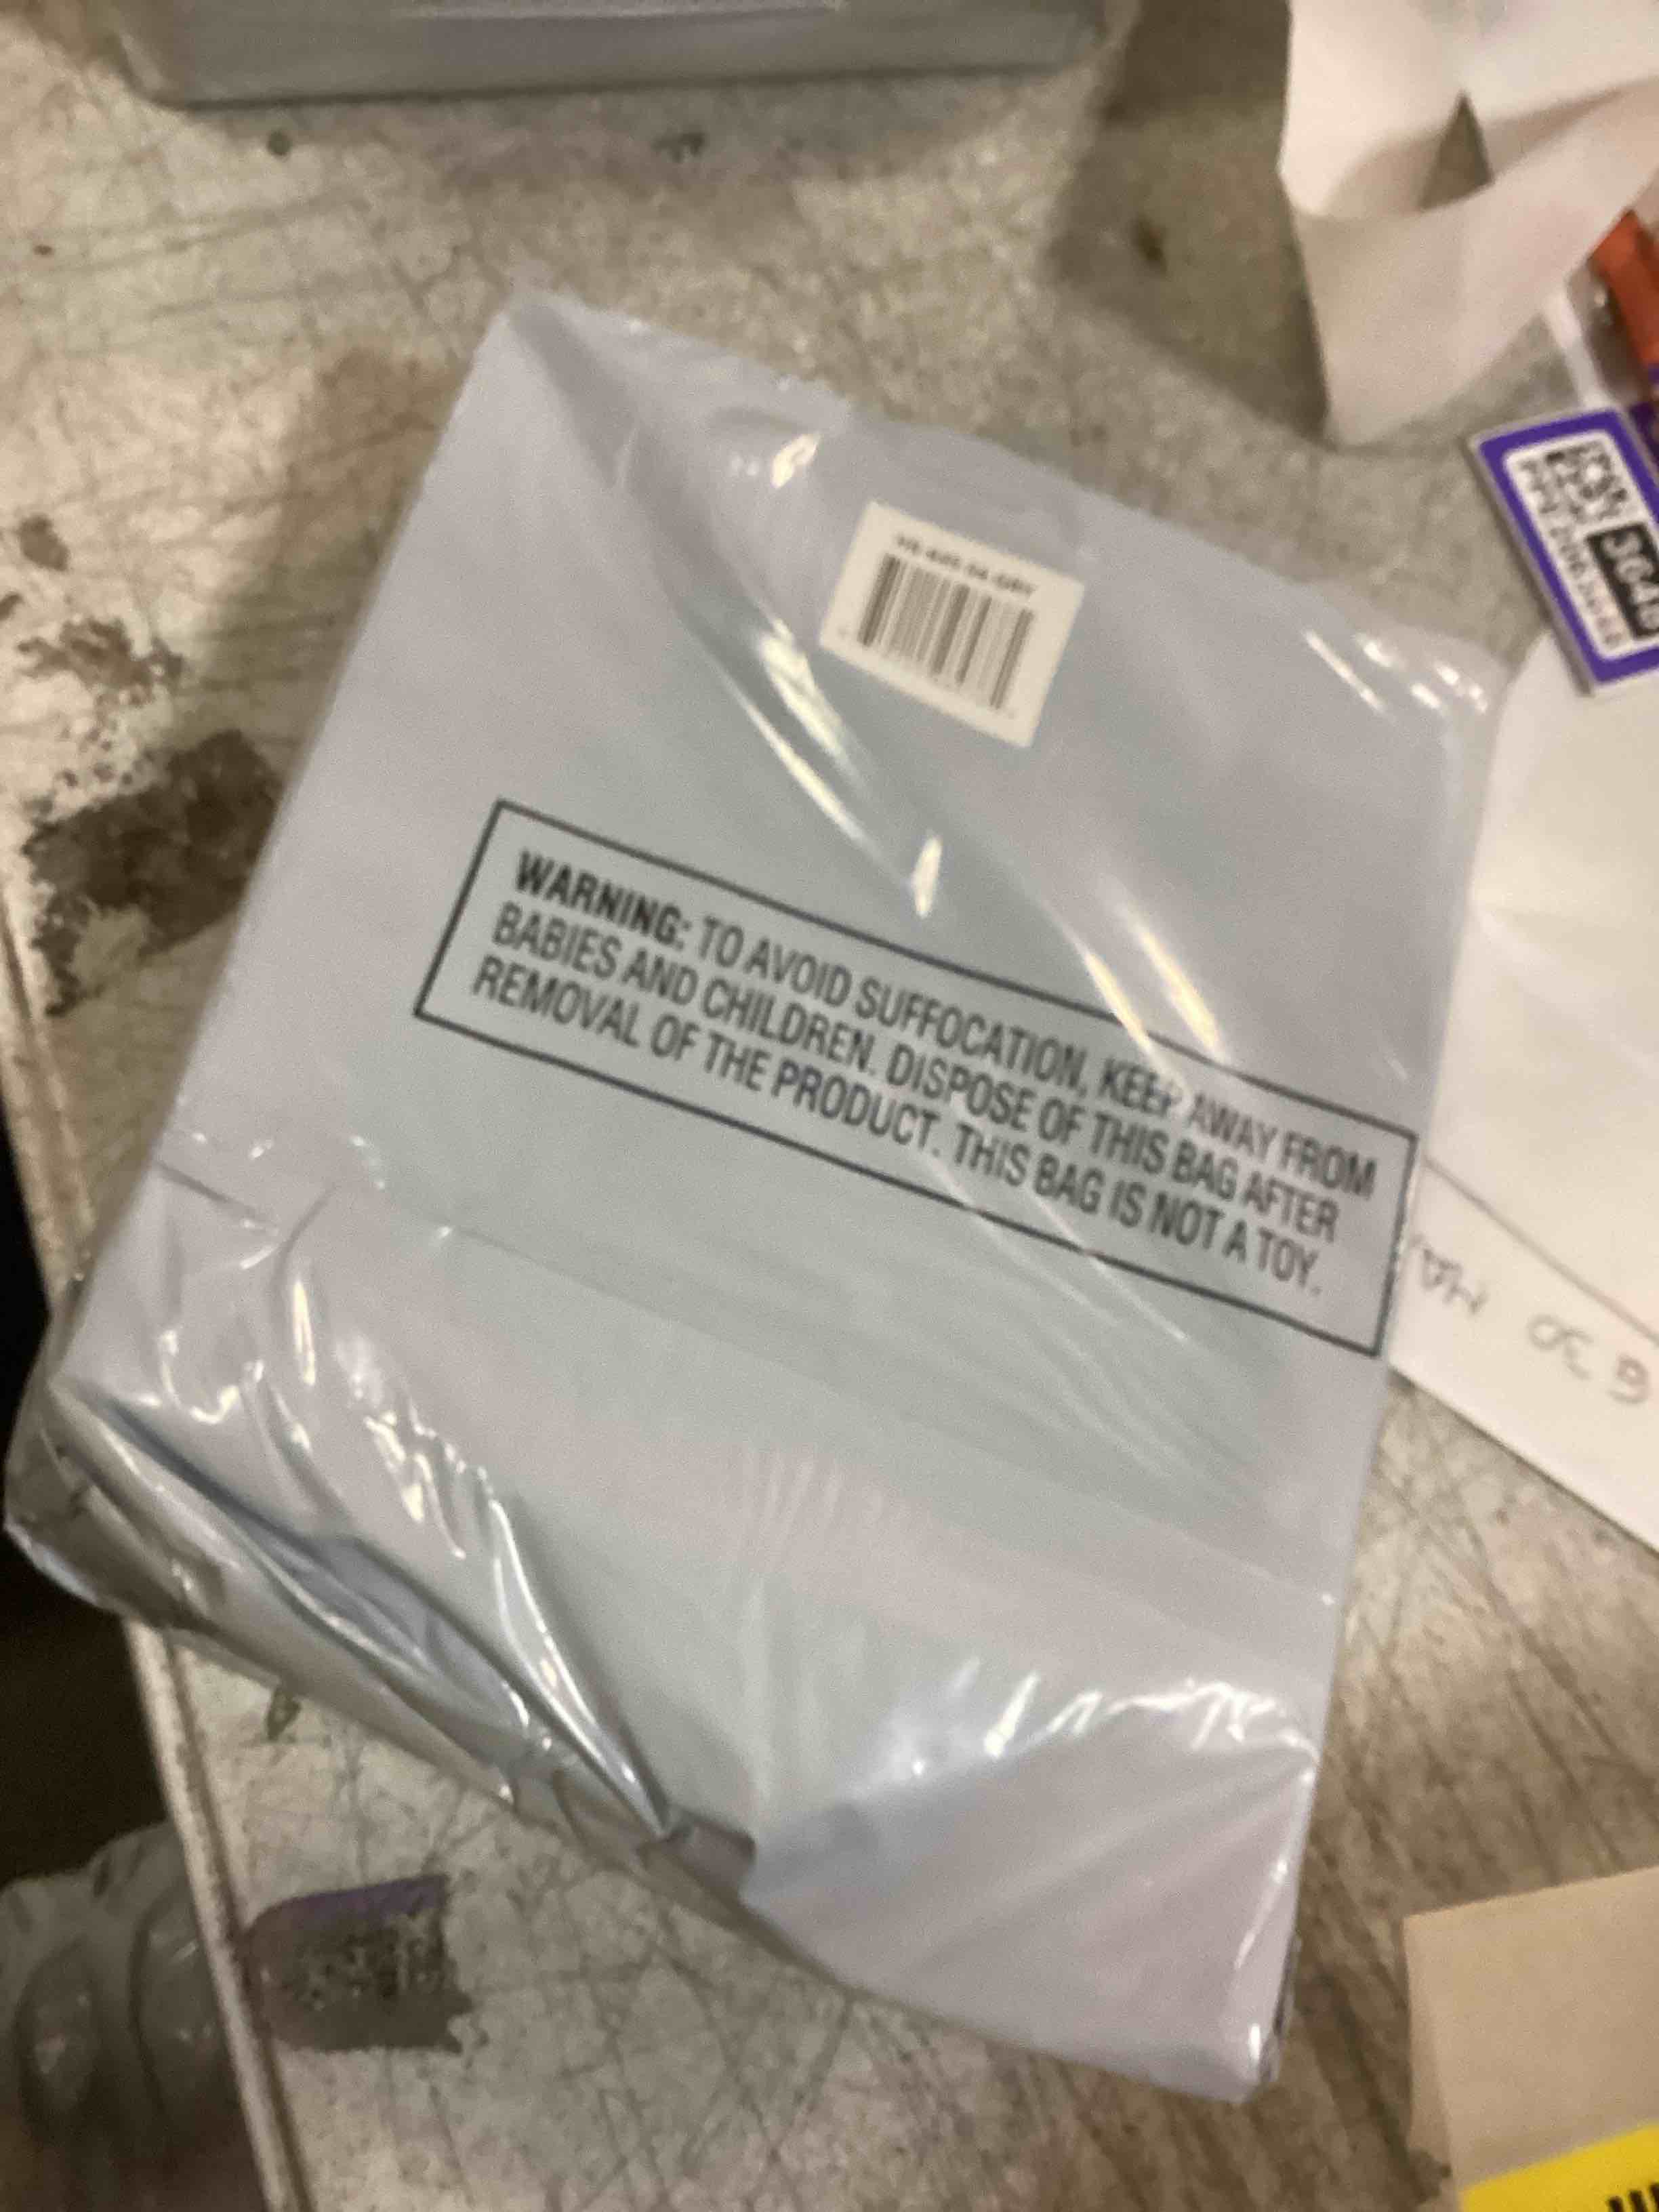 WARNING: TO AVOID SUFFOCATION, KEEP AWAY FROM
BABIES AND CHILDREN. DISPOSE OF THIS BAG AFTER
REMOVAL OF THE PRODUCT. THIS BAG IS NOT A TOY.